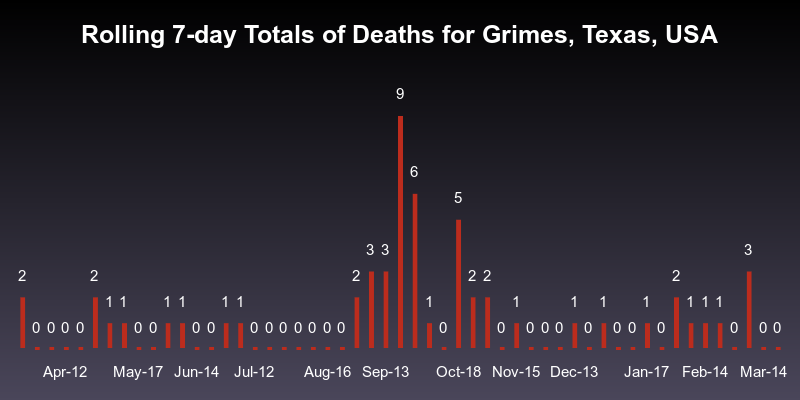 Rolling 7-day Totals of Deaths for Grimes, Texas, USA
9
6
5
3 3 3
2 2 2 2 2 2
1 1 1 1 1 1 1 1 1 1 1 1 1 1
0 0 0 0 0 0 0 0 0 0 0 0 0 0 0 0 0 0 0 0 0 0 0 0 0 0 0 0
Apr-12 May-17 Jun-14 Jul-12 Aug-16 Sep-13 Oct-18 Nov-15 Dec-13 Jan-17 Feb-14 Mar-14